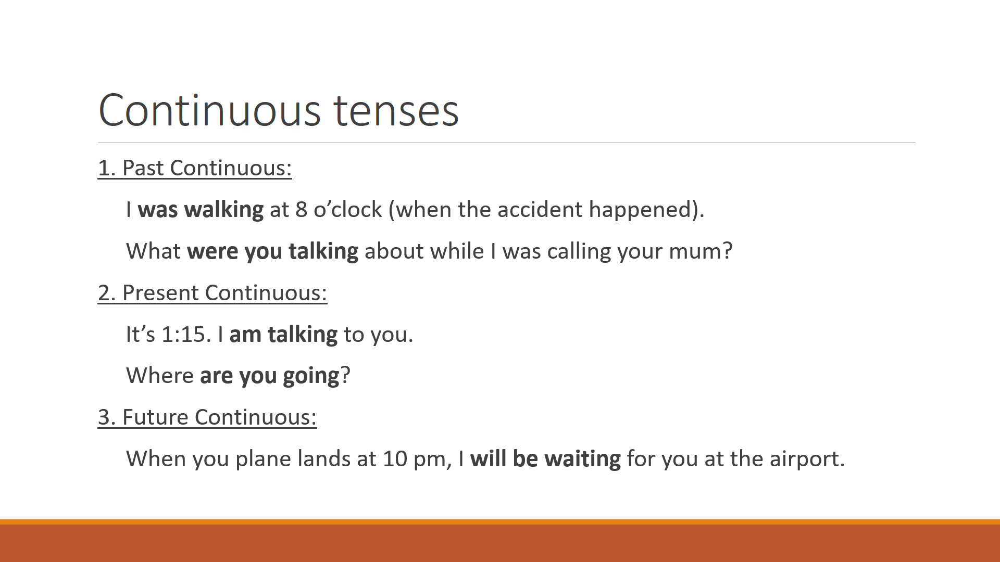 Continuous tenses
1. Past Continuous:
I was walking at 8 o’clock (when the accident happened).
What were you talking about while I was calling your mum?
2. Present Continuous:
It’s 1:15. I am talking to you.
Where are you going?
3. Future Continuous:
When you plane lands at 10 pm, I will be waiting for you at the airport.